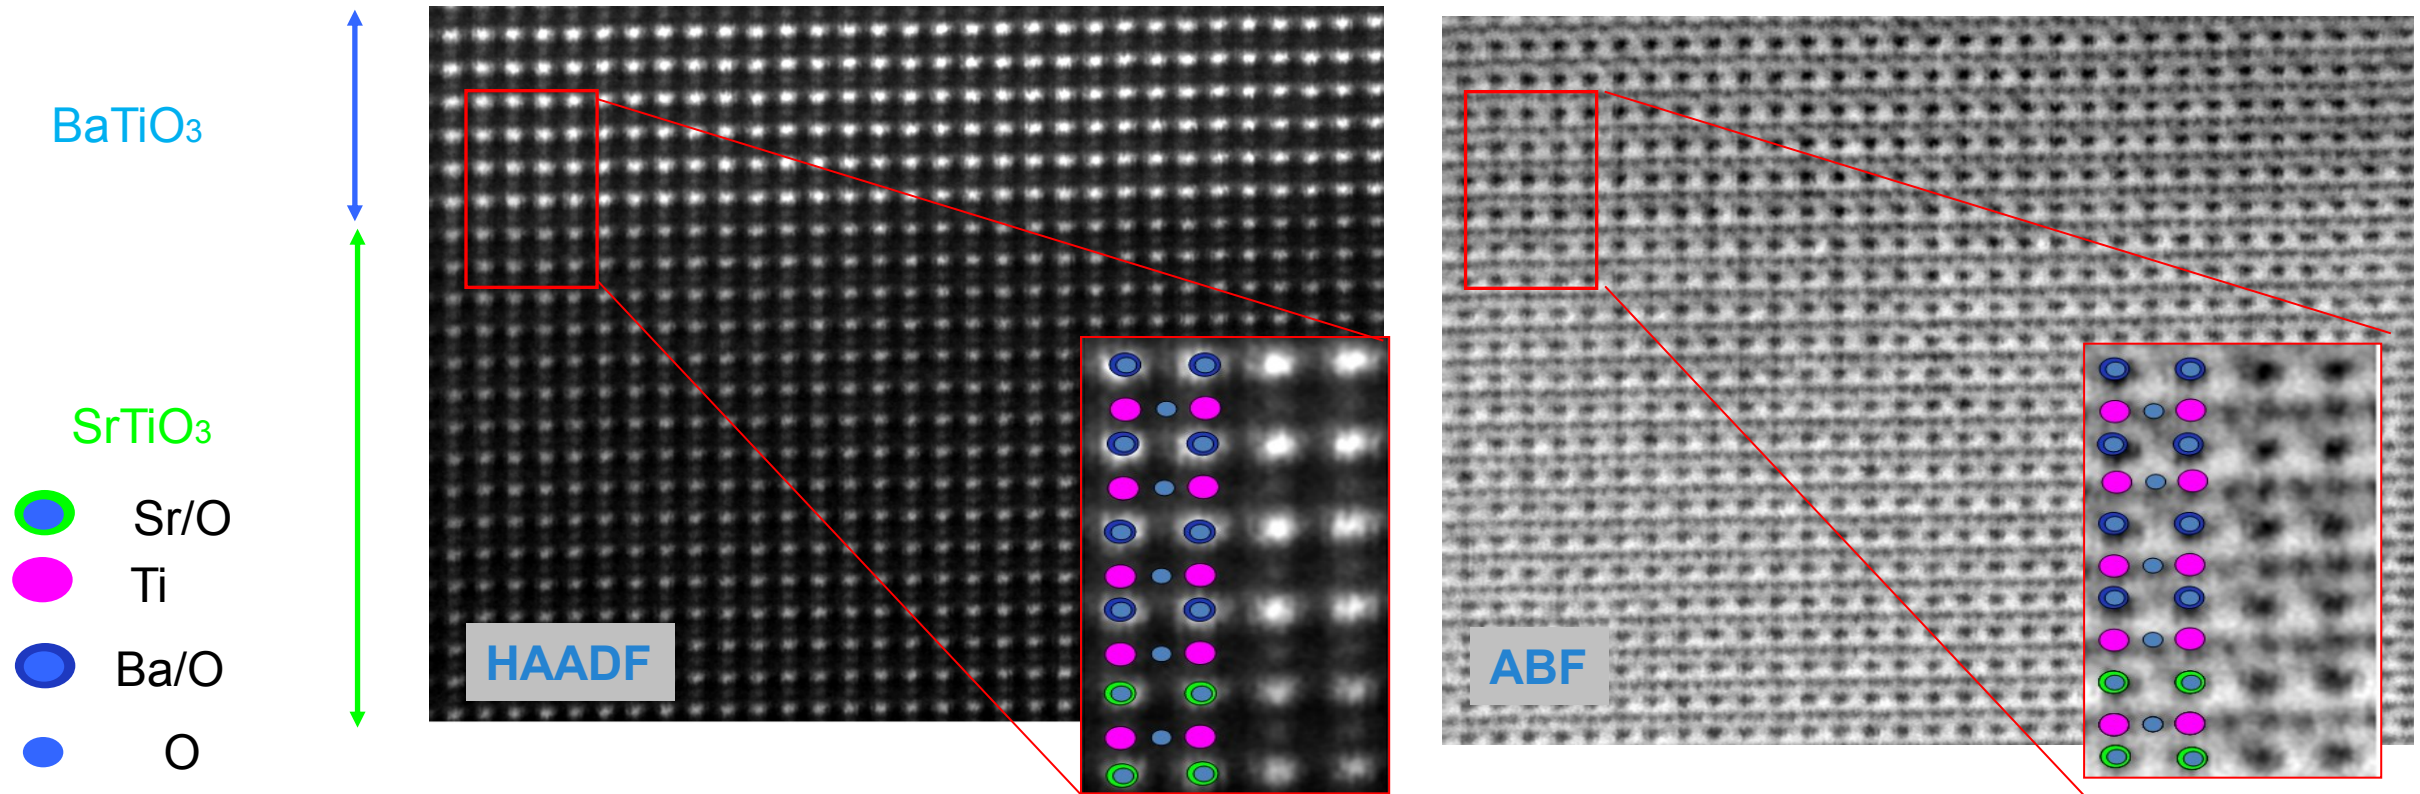 BaTiO3
SrTiO3
Sr/O
Ti
Ba/O
O
HAADF
ABF